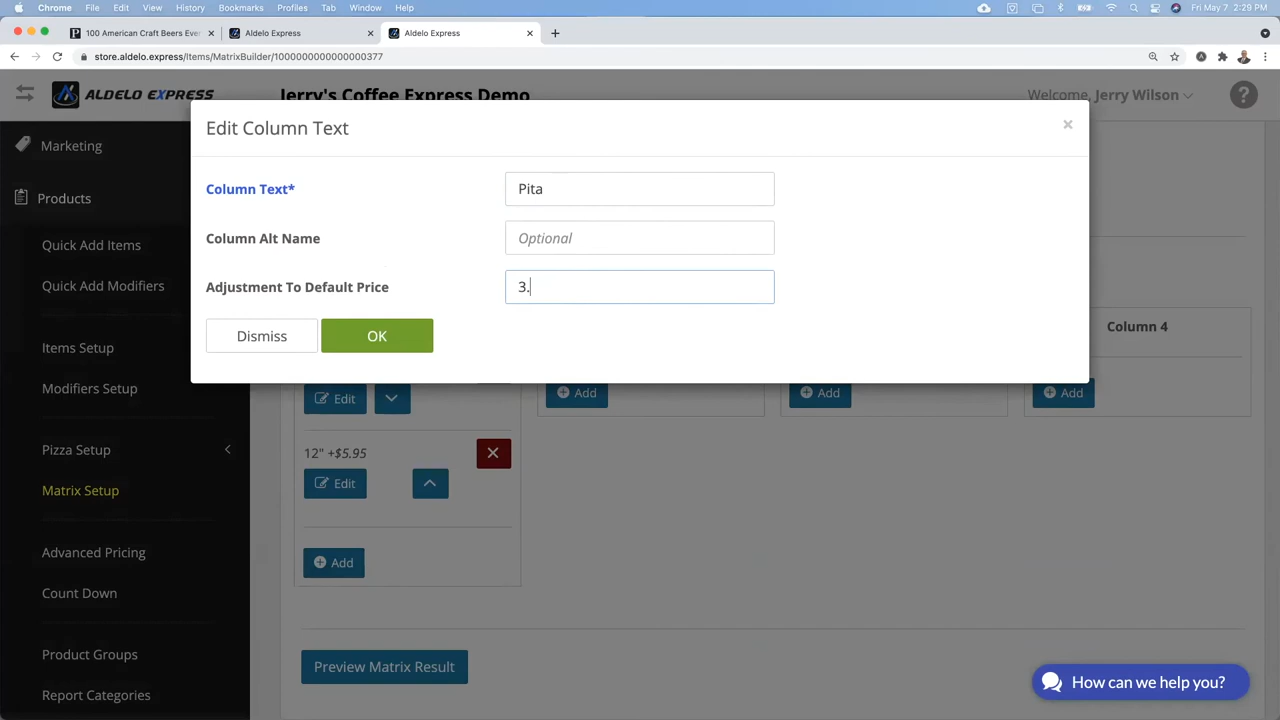 Chrome File Edit View History Bookmarks Profiles Tab Window Help Fri May 7 2:29 PM
100 American Craft Beers Ever Aldelo Express Aldelo Express
store.aldelo.express/Items/MatrixBuilder/1000000000000000377
ALDELO EXPRESS Jerry's Coffee Express Demo Welcome, Jerry Wilson ?
Edit Column Text
Marketing
Column Text* Pita
Products
Column Alt Name Optional
Quick Add Items
Adjustment To Default Price 3.
Quick Add Modifiers
Column 4
Dismiss OK
Items Setup
Modifiers Setup
Edit Add Add Add
Pizza Setup
12" +$5.95
Edit
Matrix Setup
Advanced Pricing
Add
Count Down
Product Groups
Preview Matrix Result
How can we help you?
Report Categories